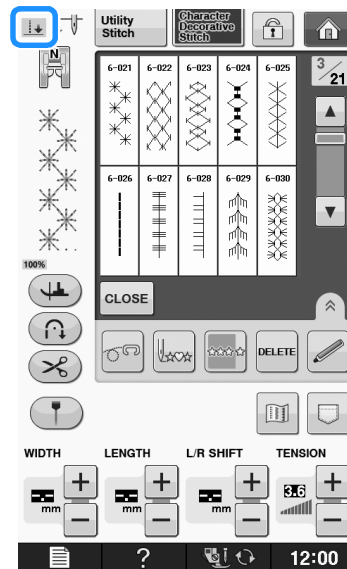 Utility
Stitch
Character
Decorative
Stitch
N
6-021 6-022 6-023 6-024 6-025
3/21
6-026 6-027 6-028 6-029 6-030
100%
CLOSE
DELETE
WIDTH LENGTH L/R SHIFT TENSION
3.6
mm mm mm
? 12:00